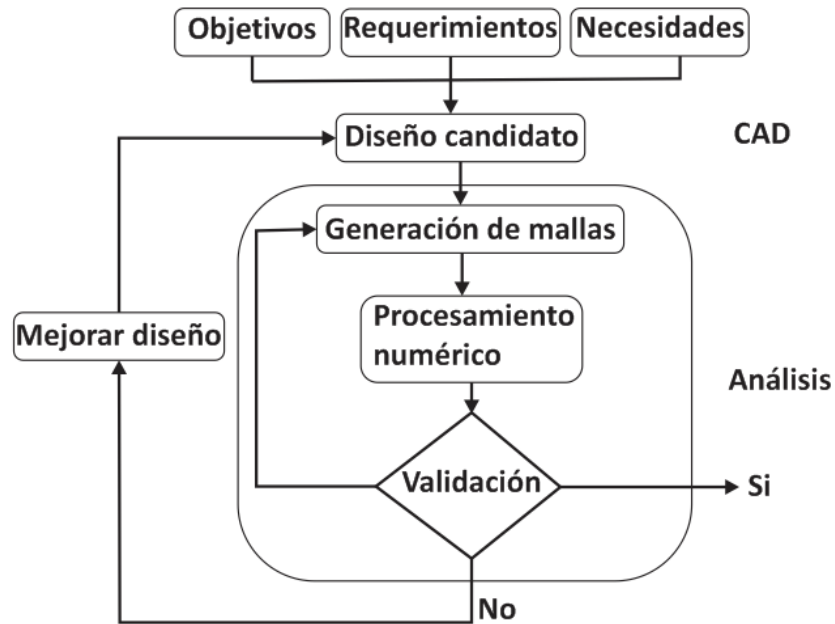 Objetivos
Requerimientos
Necesidades
Diseño candidato
CAD
Generación de mallas
Mejorar diseño
Procesamiento
numérico
Análisis
Validación
Si
No